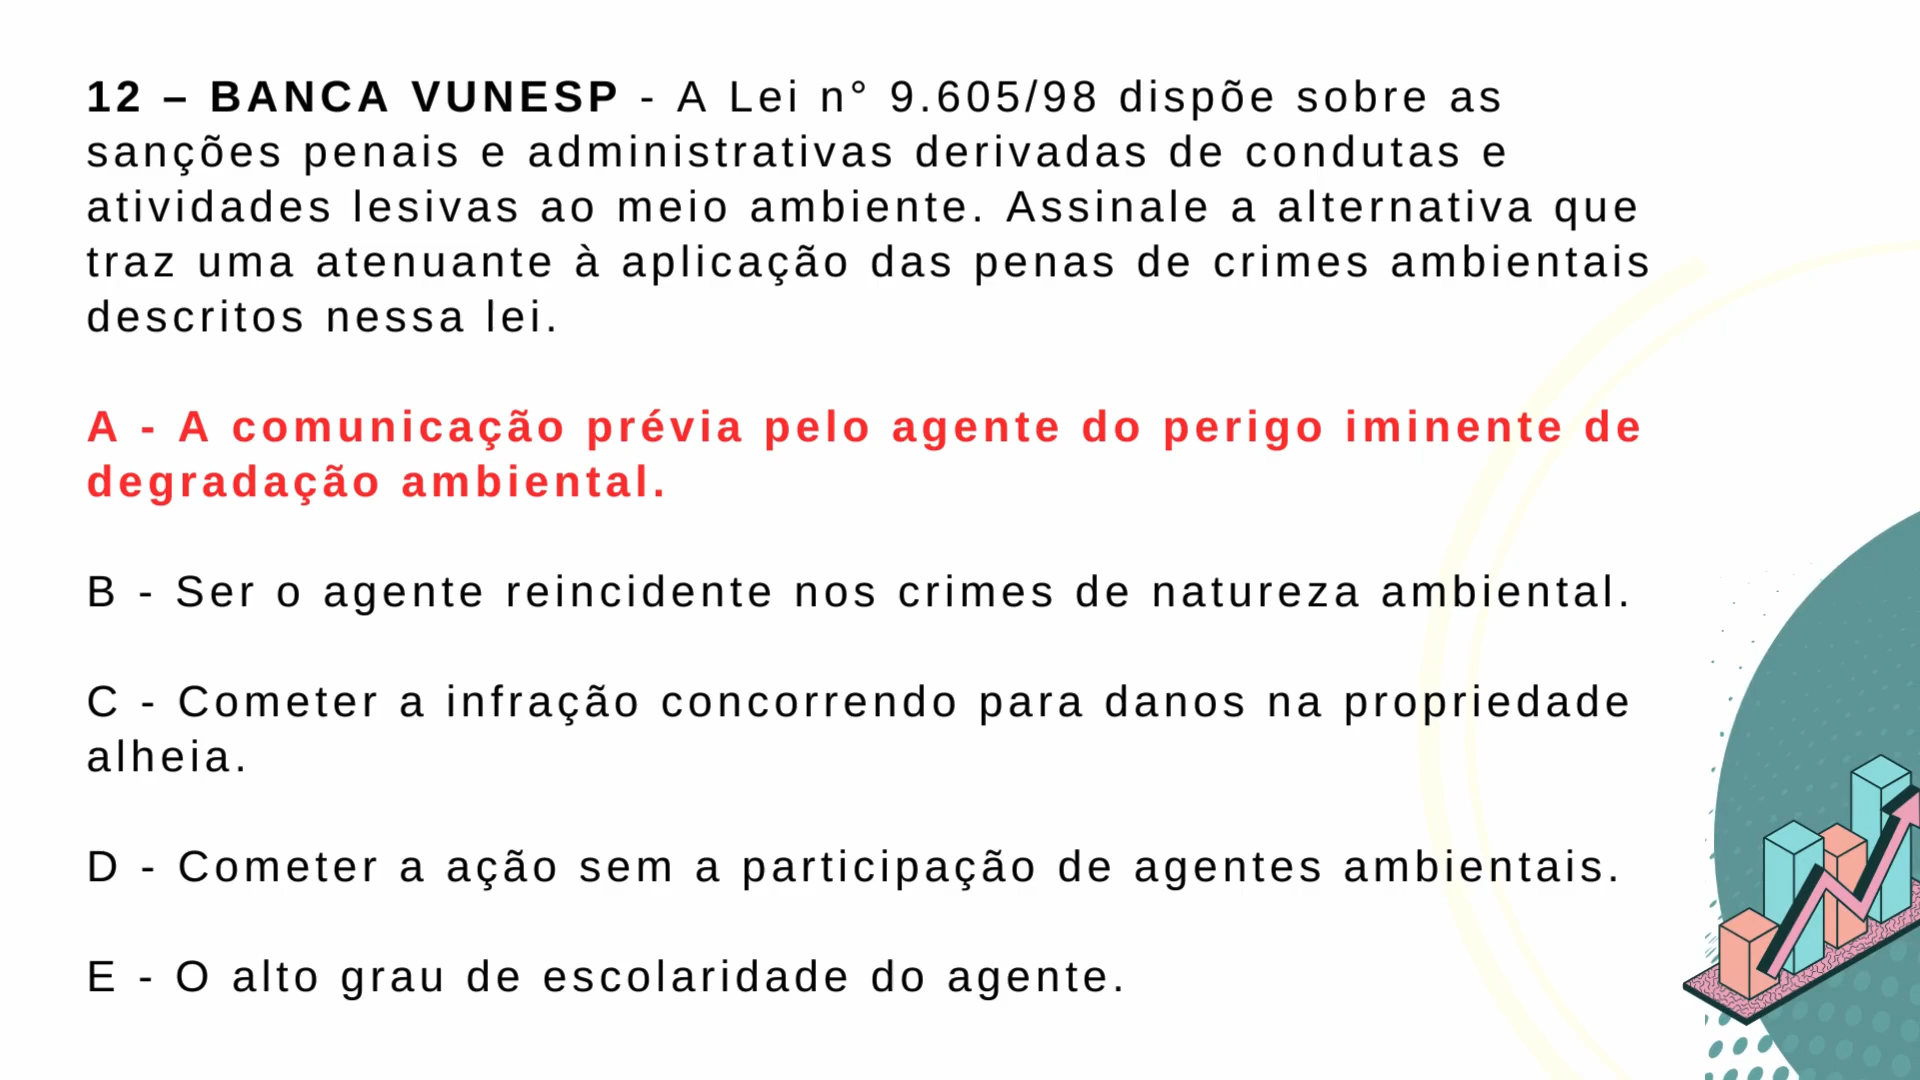 12 – BANCA VUNESP - A Lei n° 9.605/98 dispõe sobre as
sanções penais e administrativas derivadas de condutas e
atividades lesivas ao meio ambiente. Assinale a alternativa que
traz uma atenuante à aplicação das penas de crimes ambientais
descritos nessa lei.
A - A comunicação prévia pelo agente do perigo iminente de
degradação ambiental.
B - Ser o agente reincidente nos crimes de natureza ambiental.
C - Cometer a infração concorrendo para danos na propriedade
alheia.
D - Cometer a ação sem a participação de agentes ambientais.
E - O alto grau de escolaridade do agente.